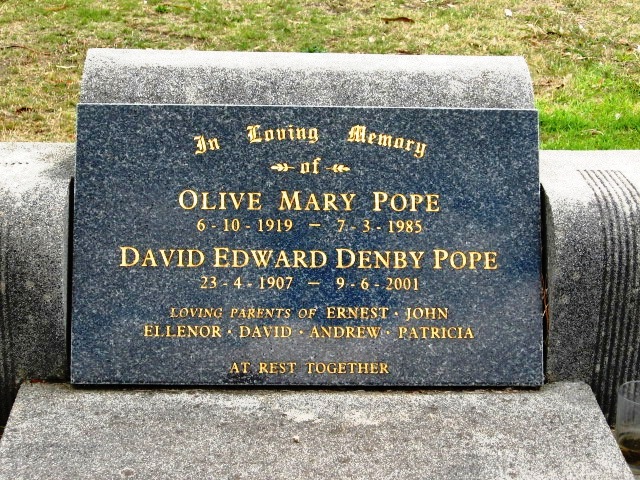 In Loving Memory
of
OLIVE MARY POPE
6 - 10 - 1919 – 7 - 3 - 1985
DAVID EDWARD DENBY POPE
23 - 4 - 1907 – 9 - 6 - 2001
LOVING PARENTS OF ERNEST · JOHN
ELLENOR · DAVID · ANDREW · PATRICIA
AT REST TOGETHER